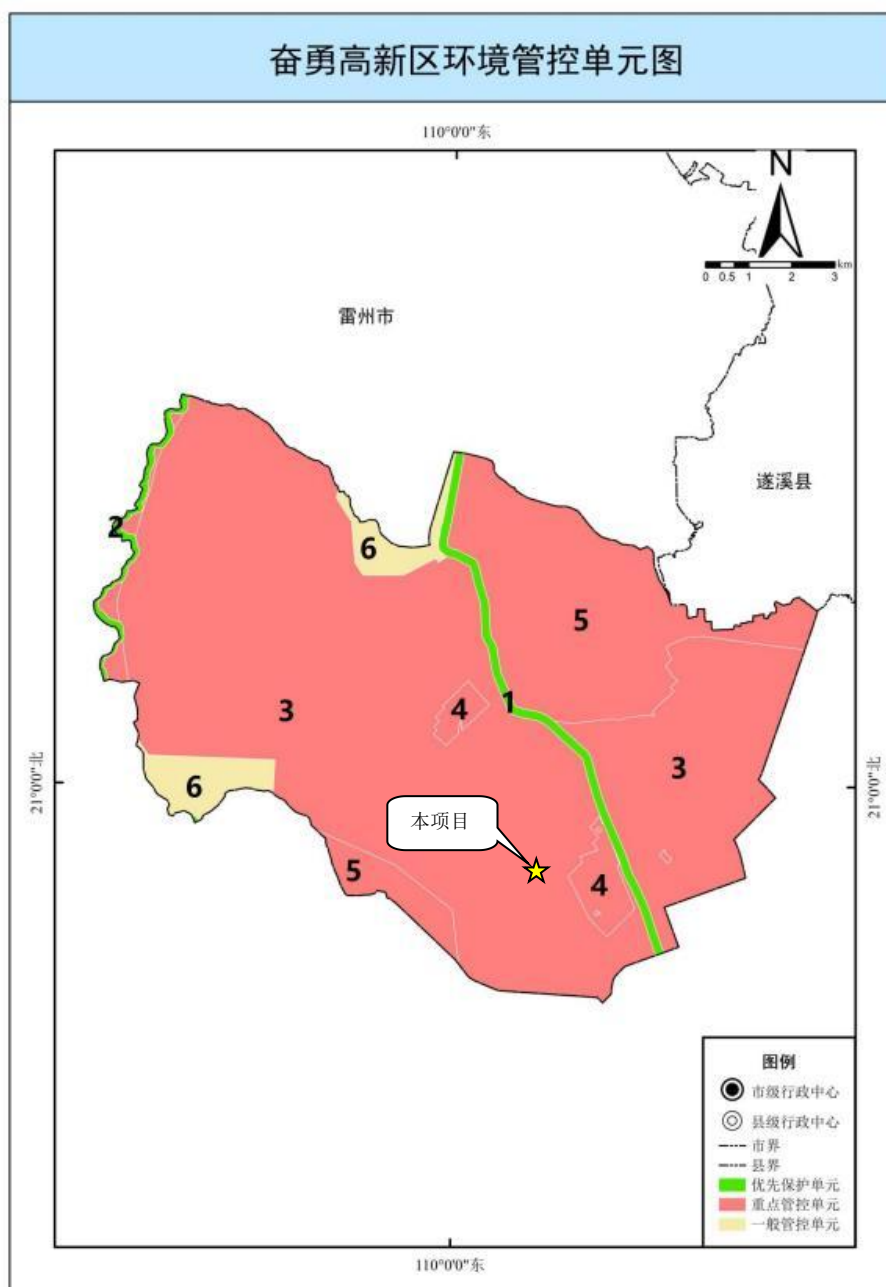 奋勇高新区环境管控单元图
110°0'0"东
N
km
0 0.5 1 2 3
雷州市
遂溪县
2
6
5
1
4
3
3
6
21°0'0"北
21°0'0"北
本项目
5
4
图例
市级行政中心
县级行政中心
市界
县界
优先保护单元
重点管控单元
一般管控单元
110°0'0"东